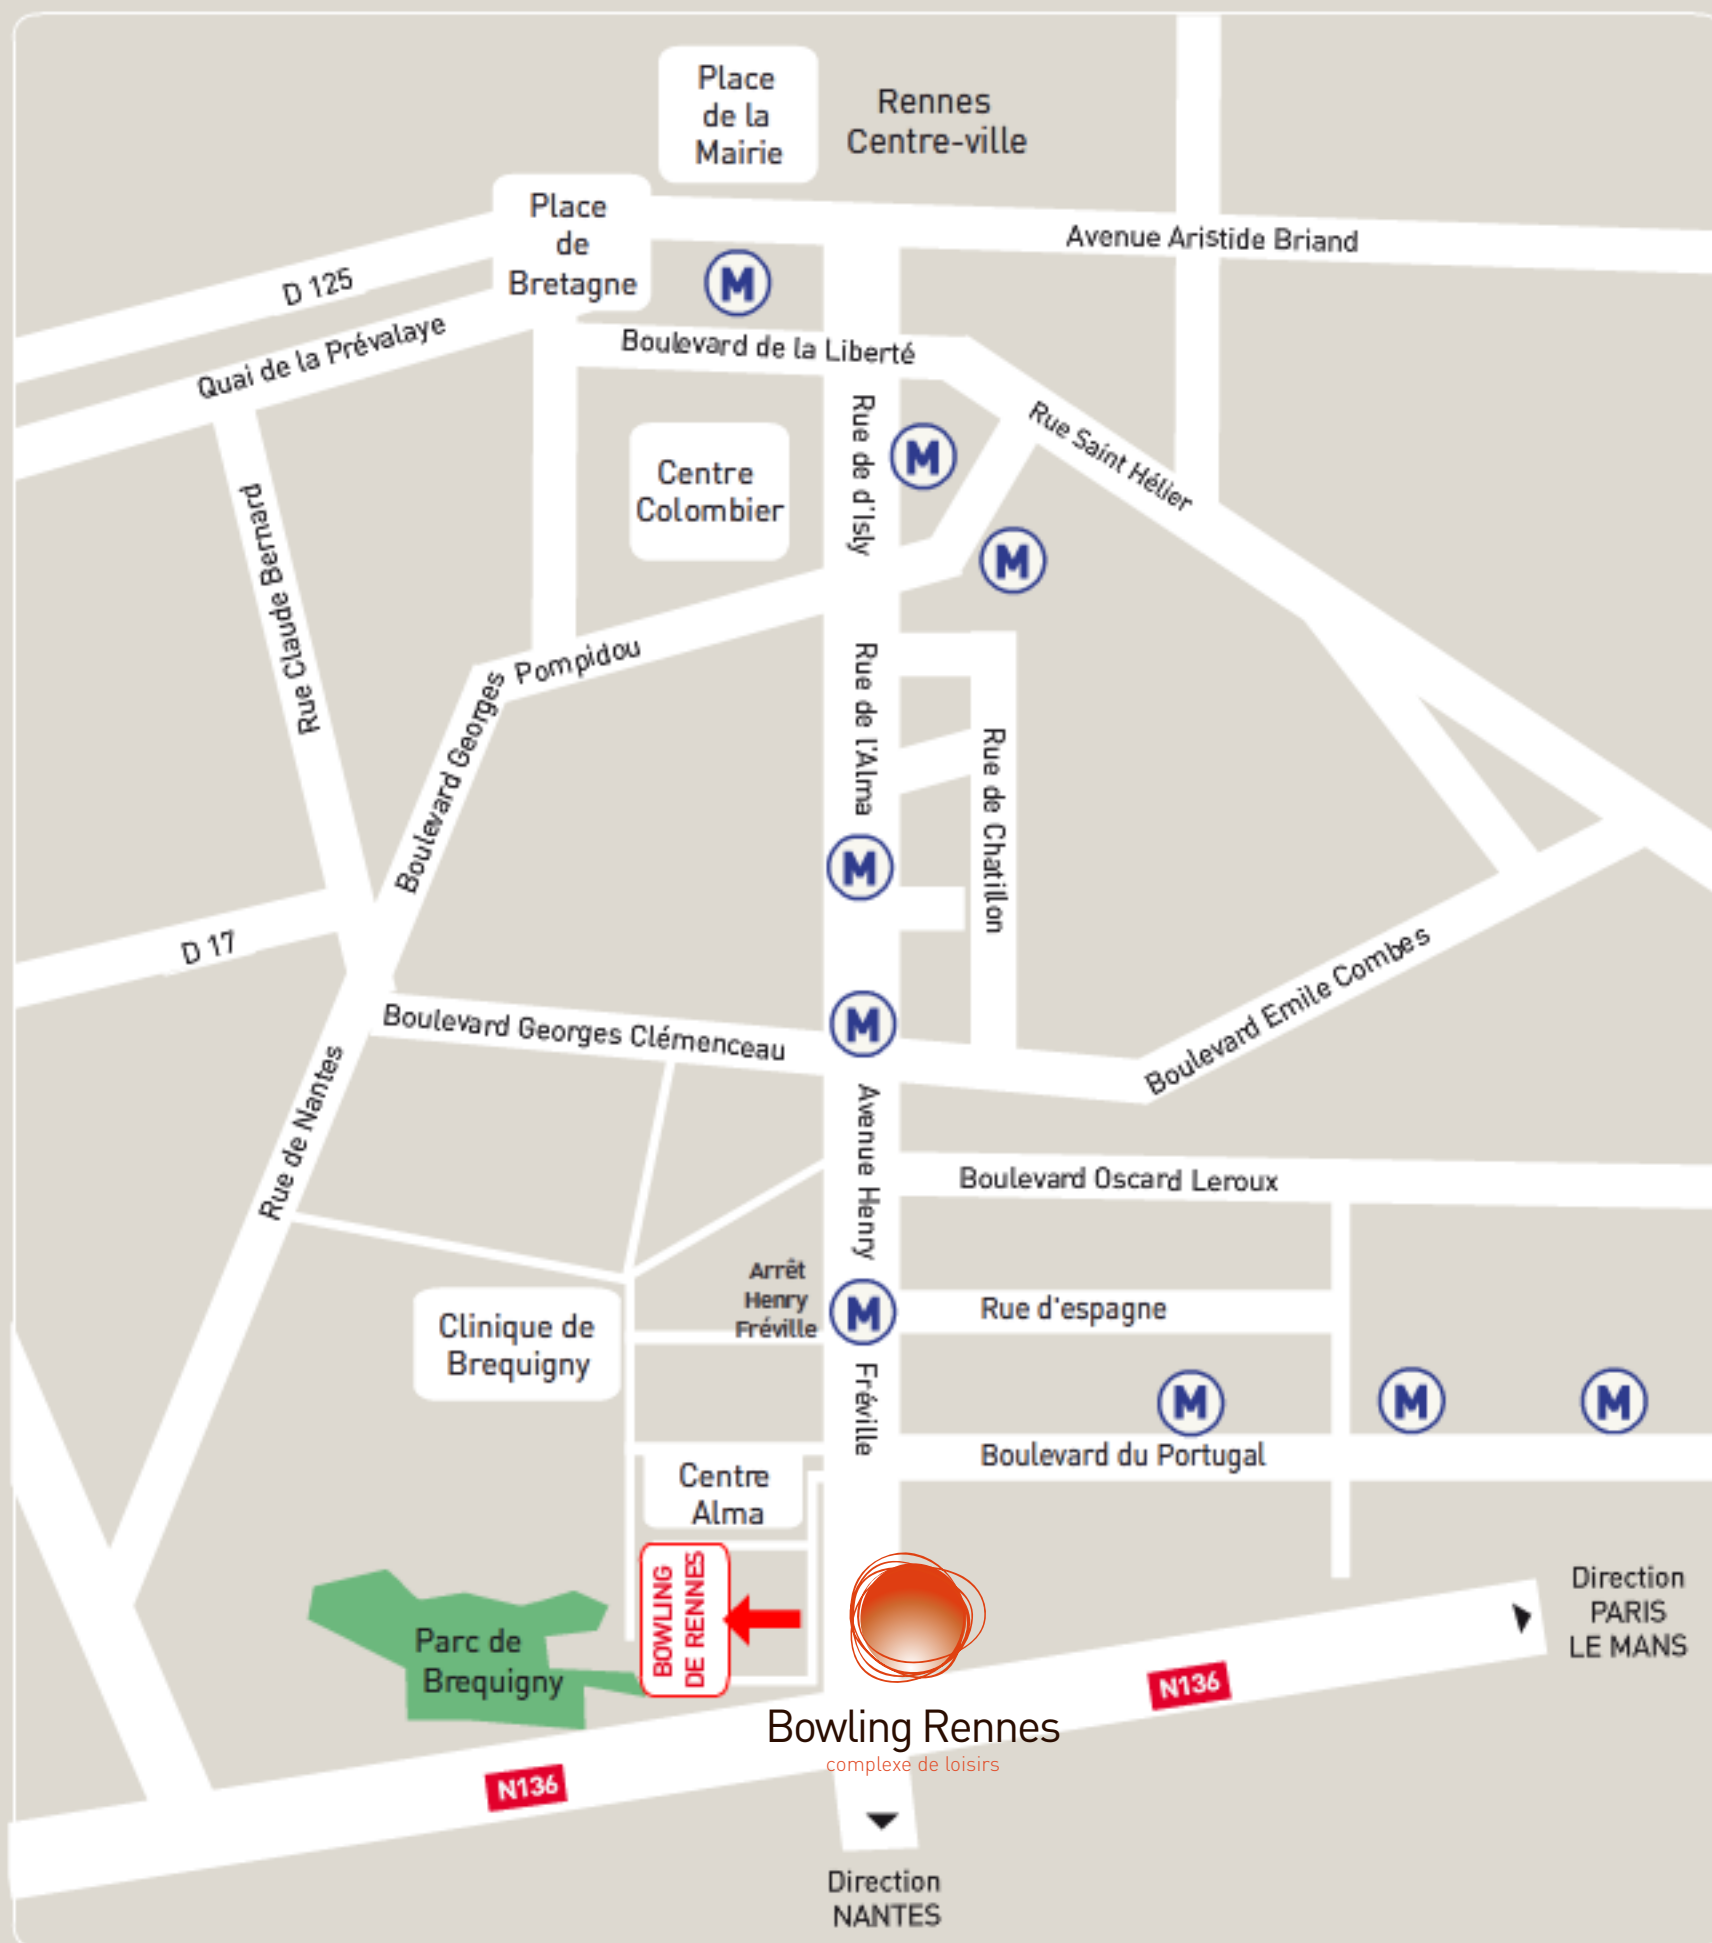 Place
de la
Mairie
Rennes
Centre-ville
Place
de
Bretagne
Avenue Aristide Briand
D 125
M
Quai de la Prévalaye
Boulevard de la Liberté
Rue de d'Isly
M
Rue Saint Hélier
Centre
Colombier
Rue Claude Bernard
M
Boulevard Georges Pompidou
Rue de l'Alma
Rue de Chatillon
M
D 17
Boulevard Emile Combes
Boulevard Georges Clémenceau
M
Rue de Nantes
Avenue Henry Fréville
Boulevard Oscard Leroux
Arrêt
Henry
Fréville
M
Rue d'espagne
Clinique de
Brequigny
M
M
M
Boulevard du Portugal
Centre
Alma
BOWLING
DE RENNES
Parc de
Brequigny
Direction
PARIS
LE MANS
N136
Bowling Rennes
complexe de loisirs
N136
Direction
NANTES